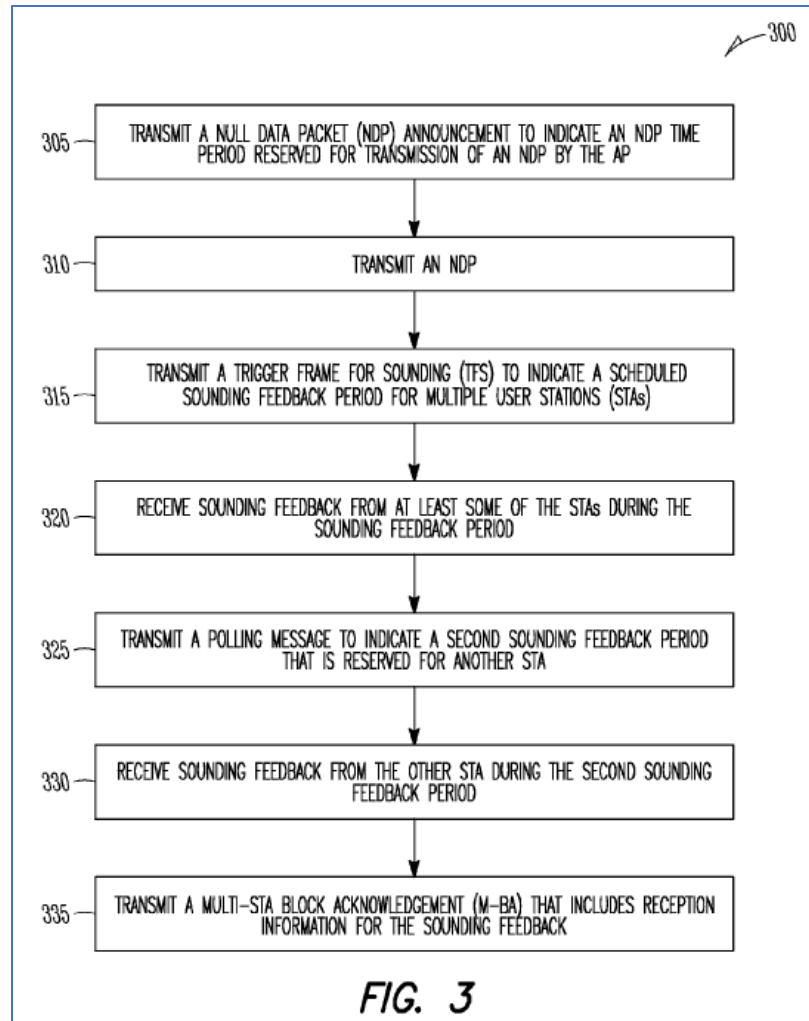 300
305
TRANSMIT A NULL DATA PACKET (NDP) ANNOUNCEMENT TO INDICATE AN NDP TIME
PERIOD RESERVED FOR TRANSMISSION OF AN NDP BY THE AP
310
TRANSMIT AN NDP
315
TRANSMIT A TRIGGER FRAME FOR SOUNDING (TFS) TO INDICATE A SCHEDULED
SOUNDING FEEDBACK PERIOD FOR MULTIPLE USER STATIONS (STAs)
320
RECEIVE SOUNDING FEEDBACK FROM AT LEAST SOME OF THE STAs DURING THE
SOUNDING FEEDBACK PERIOD
325
TRANSMIT A POLLING MESSAGE TO INDICATE A SECOND SOUNDING FEEDBACK PERIOD
THAT IS RESERVED FOR ANOTHER STA
330
RECEIVE SOUNDING FEEDBACK FROM THE OTHER STA DURING THE SECOND SOUNDING
FEEDBACK PERIOD
335
TRANSMIT A MULTI-STA BLOCK ACKNOWLEDGEMENT (M-BA) THAT INCLUDES RECEPTION
INFORMATION FOR THE SOUNDING FEEDBACK
FIG. 3